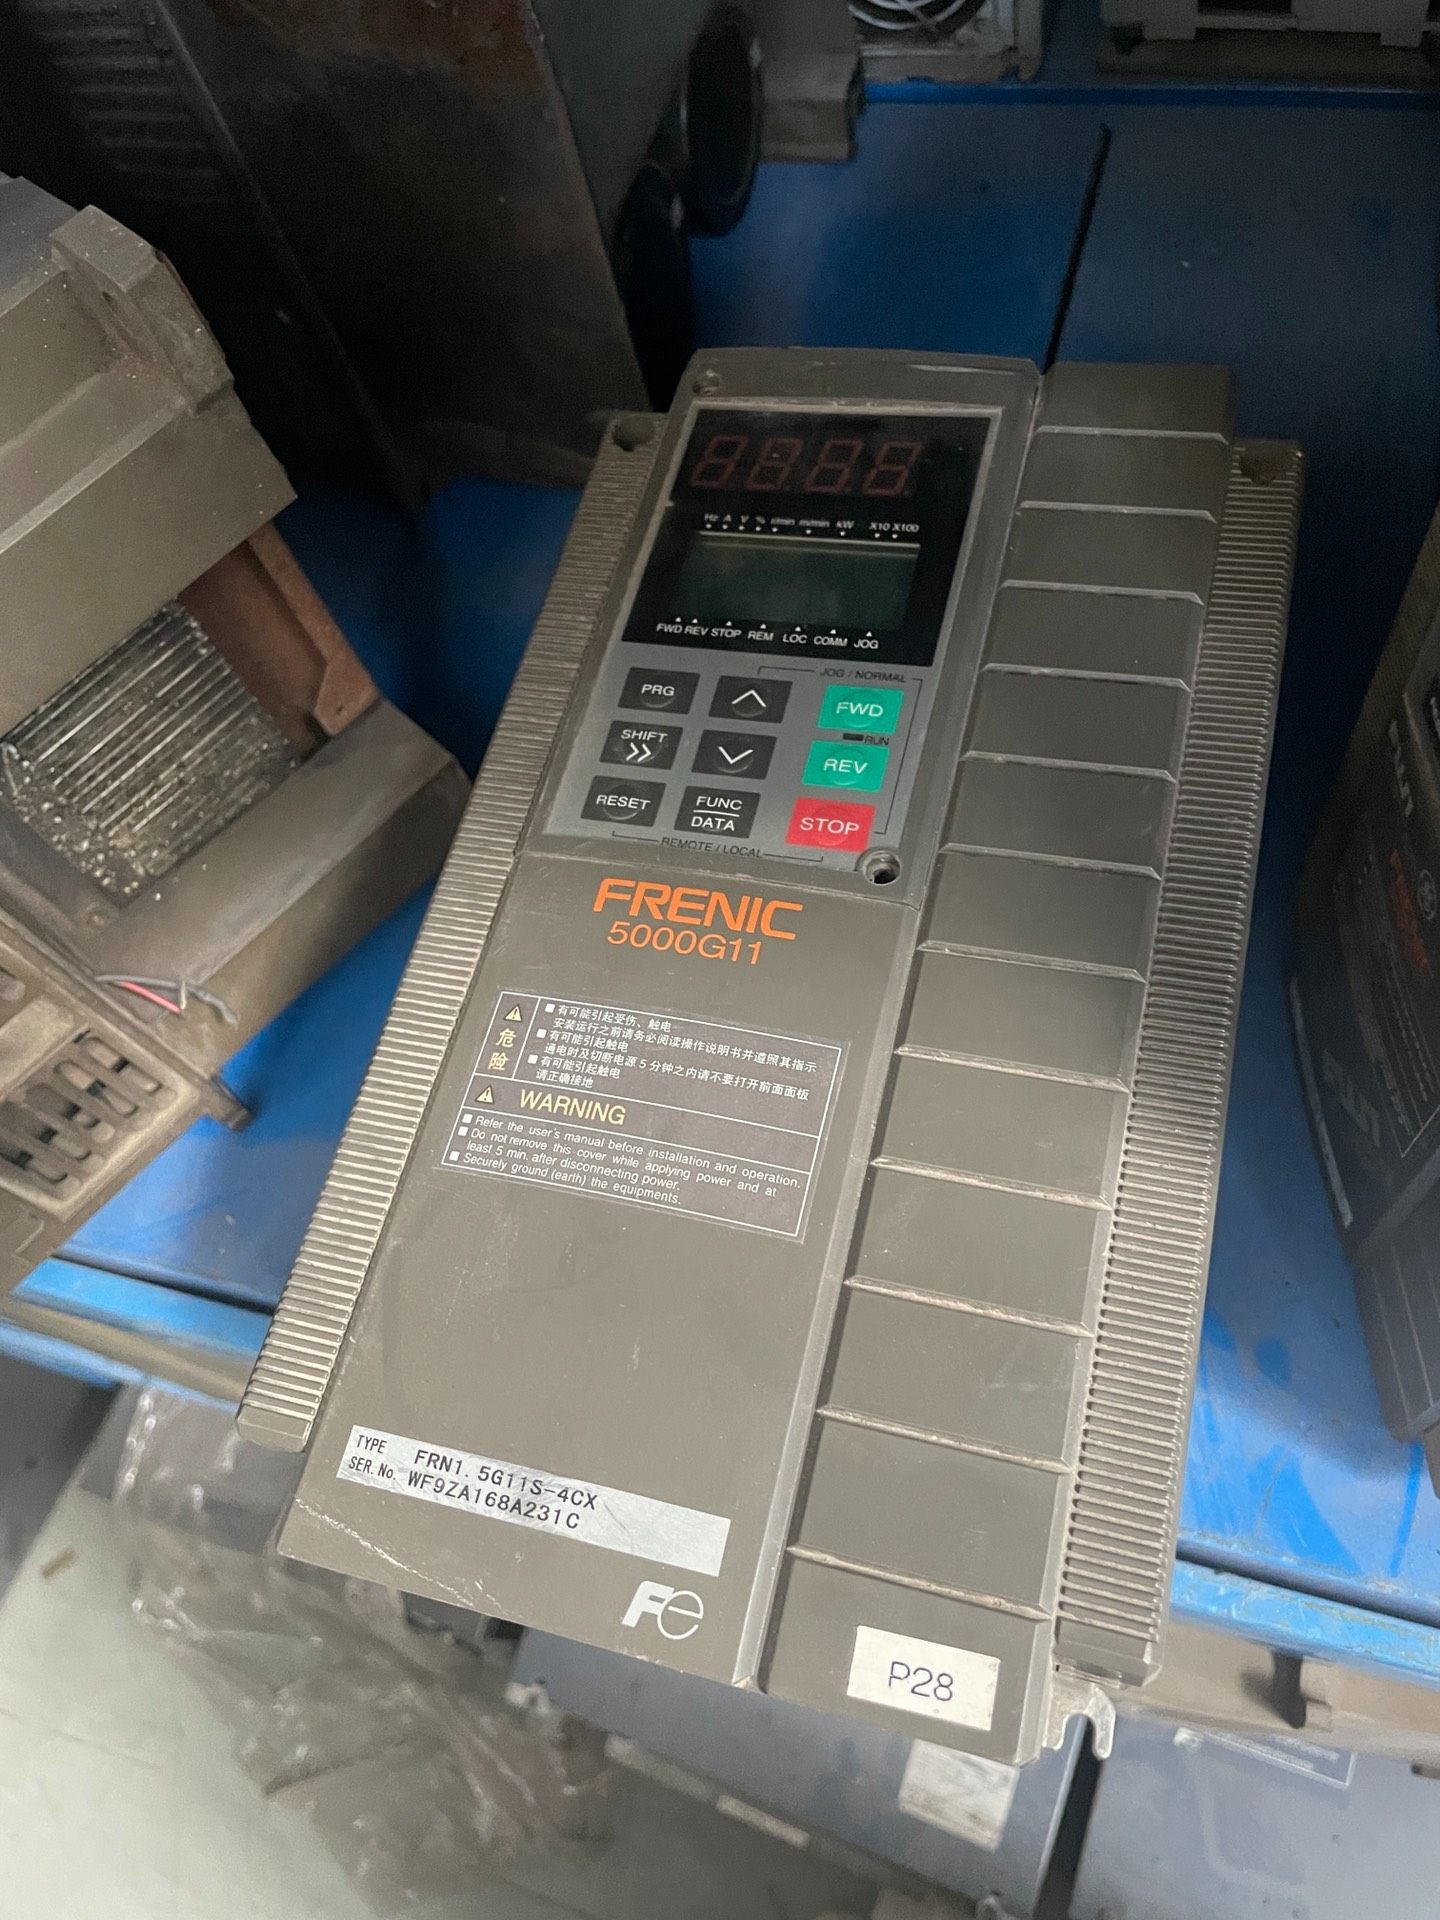 Hz A V % r/min m/min kW X10 X100
FWD REV STOP REM LOC COMM JOG
JOG / NORMAL
PRG
FWD
RUN
SHIFT
REV
RESET
FUNC
DATA
STOP
REMOTE / LOCAL
FRENIC
5000G11
危险
■ 有可能引起受伤、触电
安装运行之前请务必阅读操作说明书并遵照其指示
■ 有可能引起触电
通电时及切断电源5分钟之内请不要打开前面面板
■ 有可能引起触电
请正确接地
WARNING
■ Refer the user's manual before installation and operation.
■ Do not remove this cover while applying power and at
least 5 min. after disconnecting power.
■ Securely ground (earth) the equipments.
TYPE FRN1.5G11S-4CX
SER.No. WF9ZA168A231C
Fe
P28